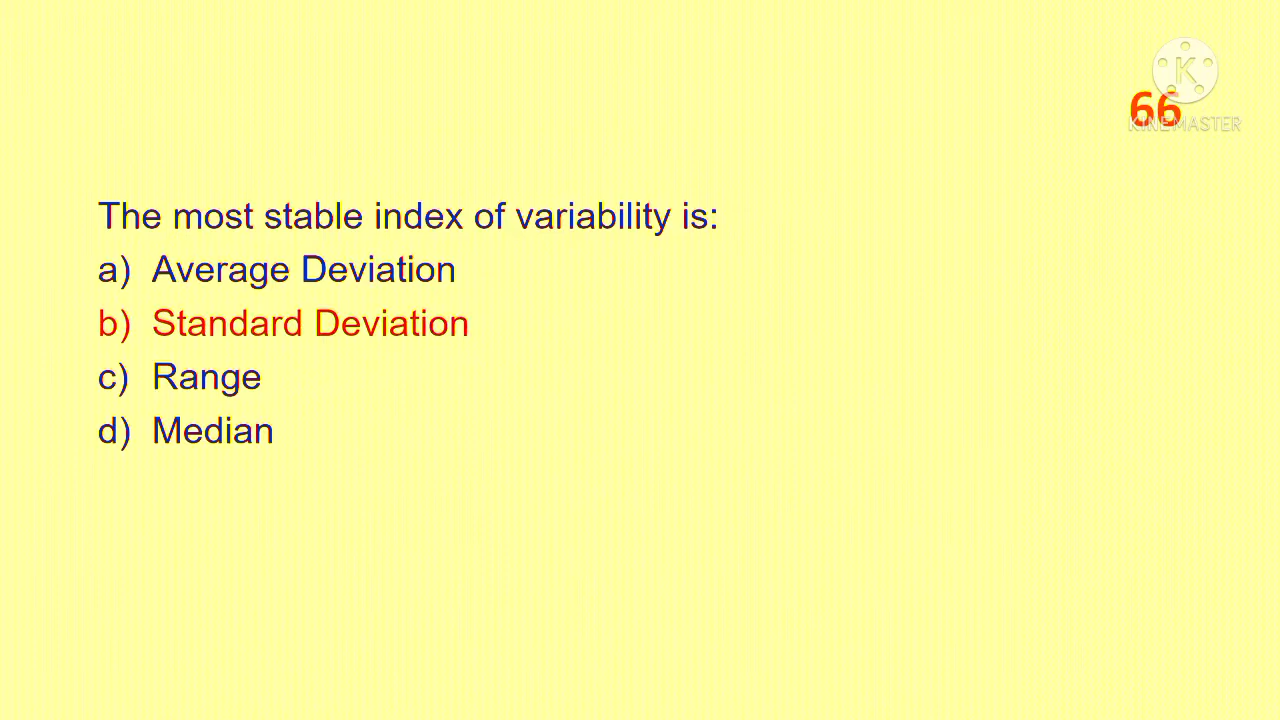 66
K
KINEMASTER
The most stable index of variability is:
a) Average Deviation
b) Standard Deviation
c) Range
d) Median